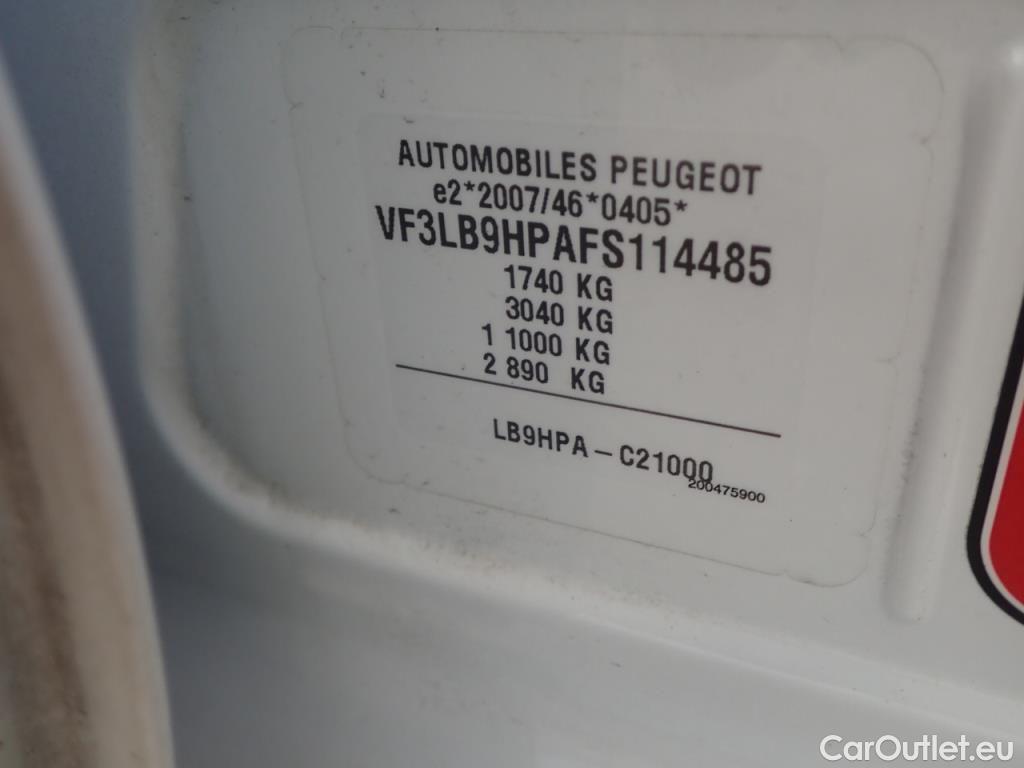 AUTOMOBILES PEUGEOT
e2*2007/46*0405*
VF3LB9HPAFS114485
1740 KG
3040 KG
1 1000 KG
2 890 KG
LB9HPA – C21000
200475900
CarOutlet.eu